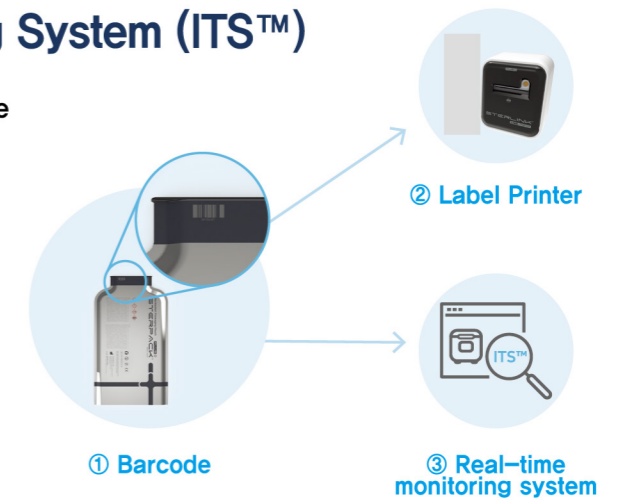 g System (ITS™)
e
② Label Printer
STERPACK
ITS™
① Barcode
③ Real-time
monitoring system